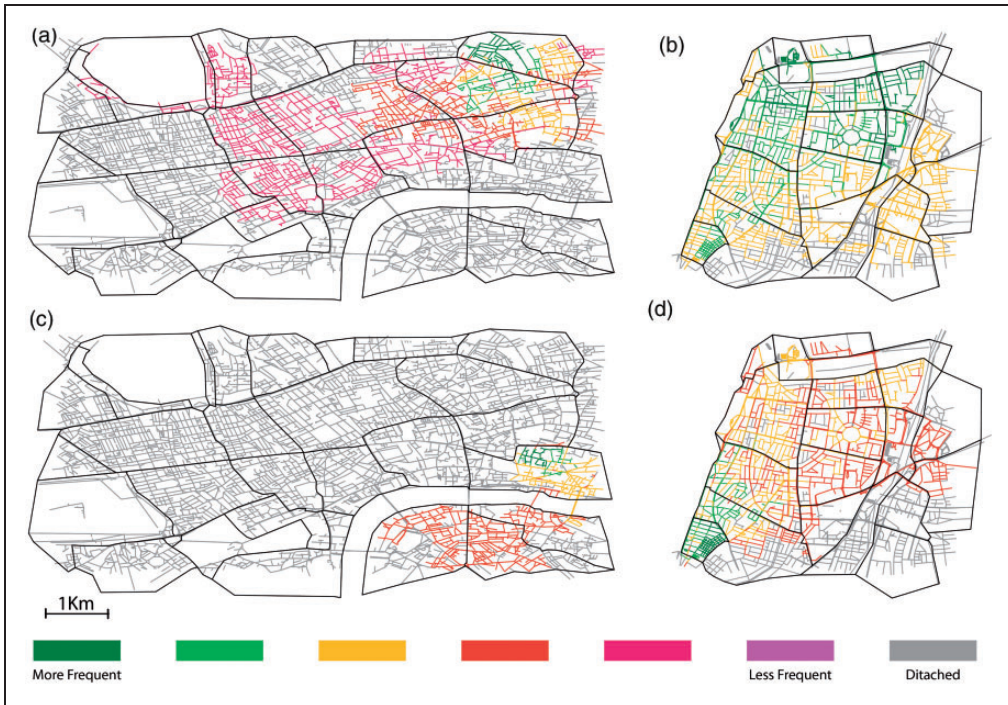 (a)
(b)
(c)
(d)
1Km
More Frequent
Less Frequent
Ditached